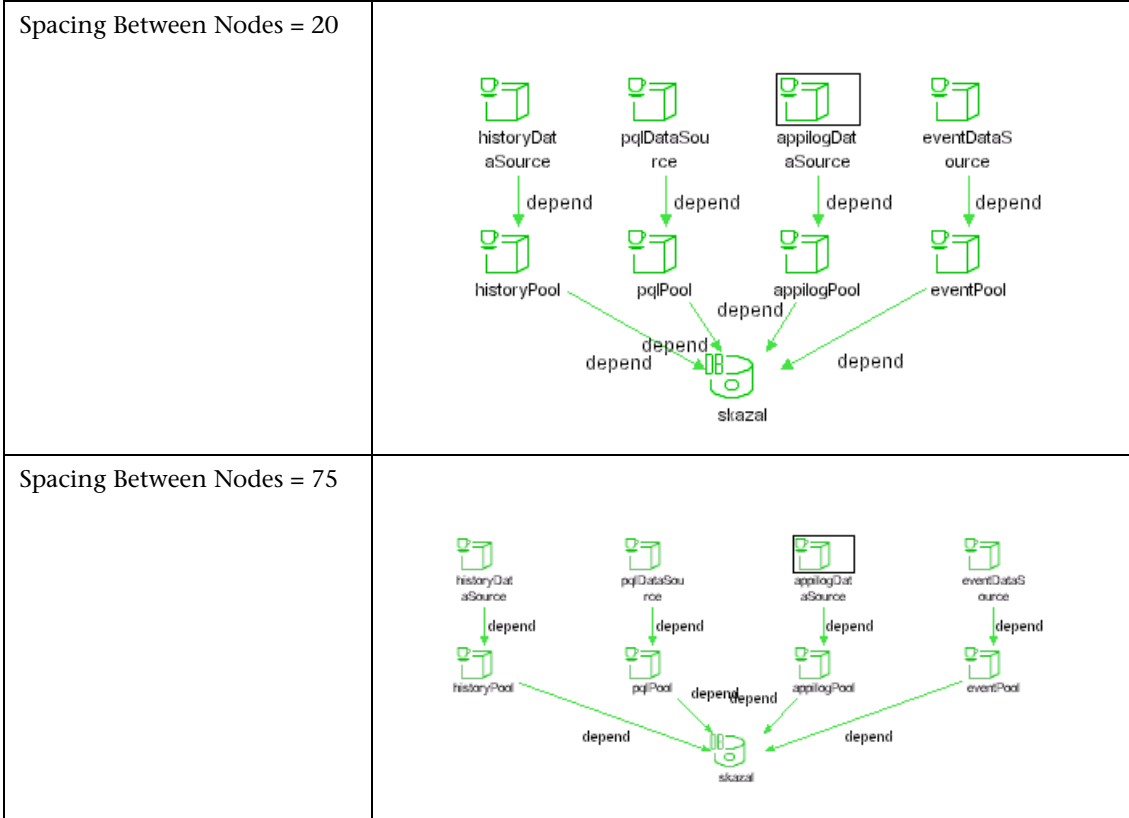 Spacing Between Nodes = 20
historyDat pqlDataSou appilogDat eventDataS
aSource rce aSource ource
depend depend depend depend
historyPool pqlPool appilogPool eventPool
depend
depend
depend depend
skazal
Spacing Between Nodes = 75
historyDat pqlDataSou appilogDat eventDataS
aSource rce aSource ource
depend depend depend depend
historyPool pqlPool appilogPool eventPool
depend depend
depend depend
skazal